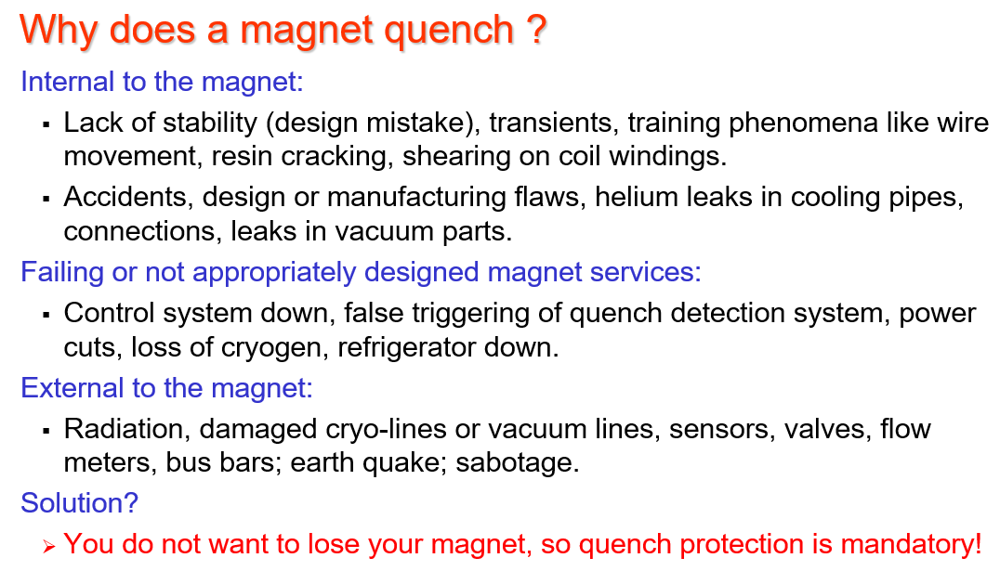 Why does a magnet quench ?
Internal to the magnet:
▪ Lack of stability (design mistake), transients, training phenomena like wire
movement, resin cracking, shearing on coil windings.
▪ Accidents, design or manufacturing flaws, helium leaks in cooling pipes,
connections, leaks in vacuum parts.
Failing or not appropriately designed magnet services:
▪ Control system down, false triggering of quench detection system, power
cuts, loss of cryogen, refrigerator down.
External to the magnet:
▪ Radiation, damaged cryo-lines or vacuum lines, sensors, valves, flow
meters, bus bars; earth quake; sabotage.
Solution?
➢ You do not want to lose your magnet, so quench protection is mandatory!